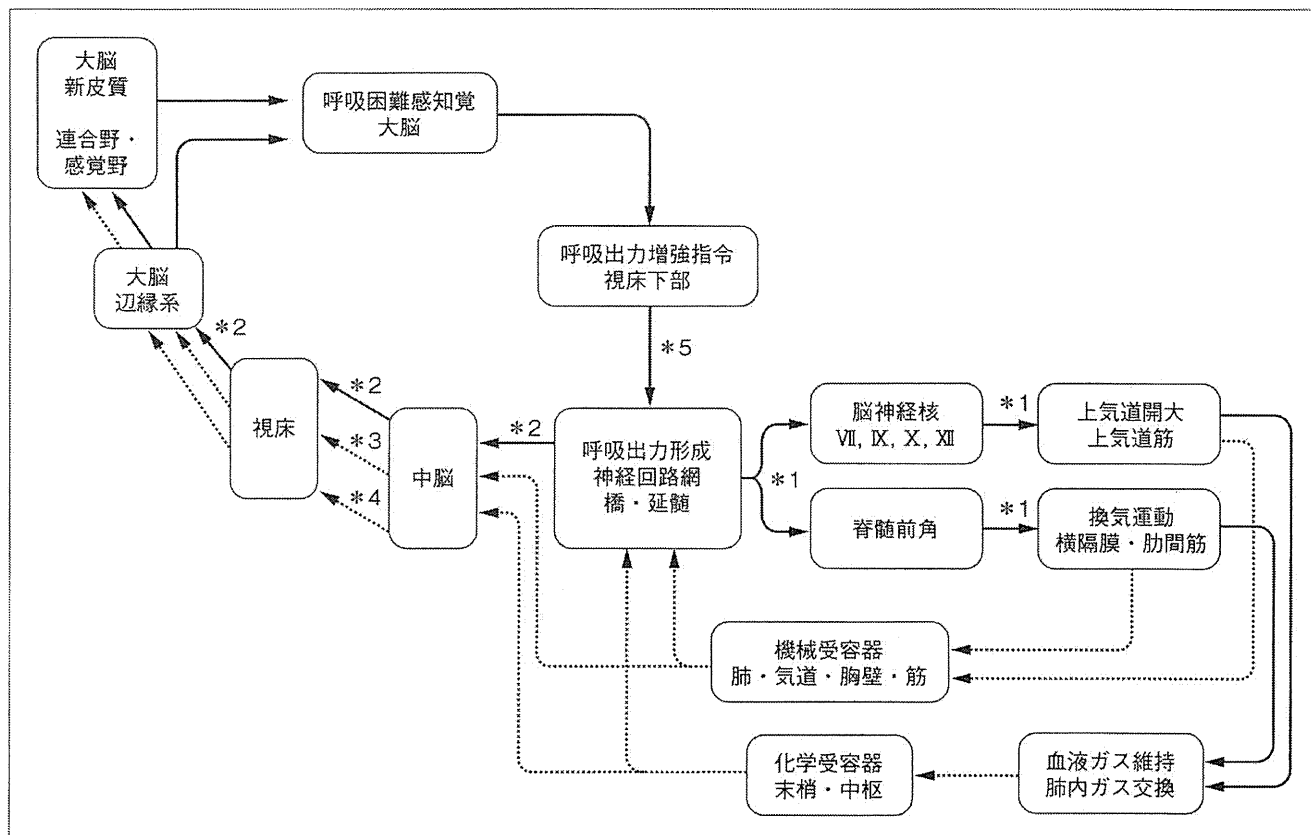 大脳
新皮質
連合野・
感覚野
呼吸困難感知覚
大脳
呼吸出力増強指令
視床下部
大脳
辺縁系
*2
*5
視床
*2
*3
*4
中脳
*2
呼吸出力形成
神経回路網
橋・延髄
*1
脳神経核
Ⅶ, Ⅸ, Ⅹ, Ⅻ
*1
上気道開大
上気道筋
脊髄前角
*1
換気運動
横隔膜・肋間筋
機械受容器
肺・気道・胸壁・筋
化学受容器
末梢・中枢
血液ガス維持
肺内ガス交換